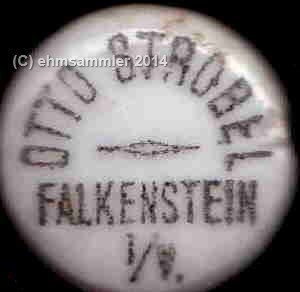 (C) ehmsammler 2014
OTTO STROBEL
FALKENSTEIN
i/V.